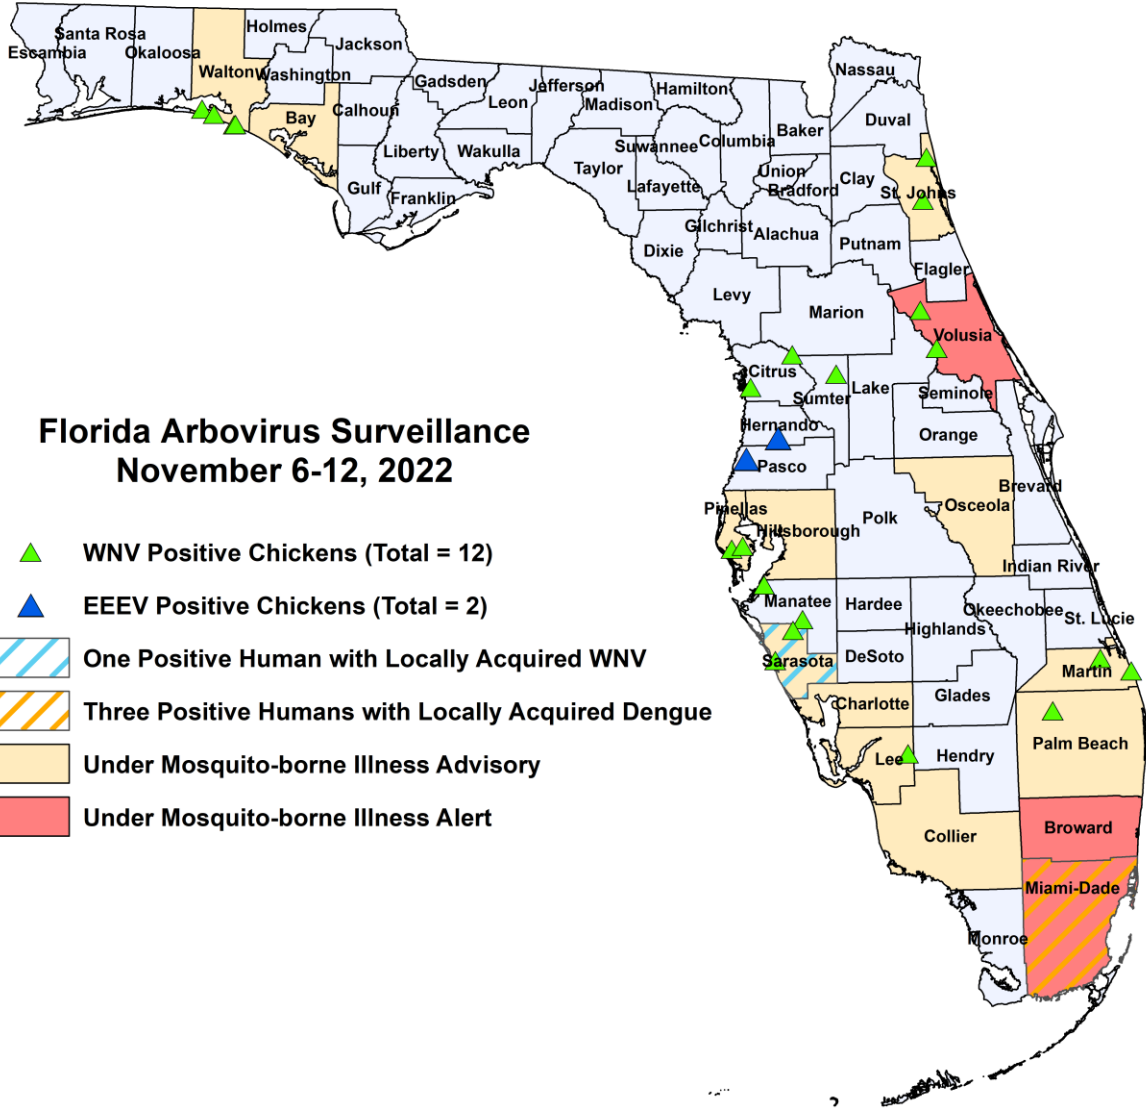 Holmes
Santa Rosa
Jackson
Escambia
Okaloosa
Walton
Washington
Nassau
Gadsden
Jefferson
Hamilton
Leon
Madison
Calhoun
Bay
Duval
Baker
Columbia
Suwannee
Liberty
Wakulla
Taylor
Union
Clay
Lafayette
Bradford
St. Johns
Gulf
Franklin
Gilchrist
Alachua
Putnam
Dixie
Flagler
Levy
Marion
Volusia
Citrus
Lake
Seminole
Sumter
Hernando
Orange
Florida Arbovirus Surveillance
November 6-12, 2022
Pasco
Brevard
Osceola
Pinellas
Polk
Hillsborough
WNV Positive Chickens (Total = 12)
Indian River
Manatee
Hardee
EEEV Positive Chickens (Total = 2)
Okeechobee
St. Lucie
Highlands
DeSoto
Sarasota
One Positive Human with Locally Acquired WNV
Martin
Glades
Charlotte
Three Positive Humans with Locally Acquired Dengue
Palm Beach
Lee
Hendry
Under Mosquito-borne Illness Advisory
Under Mosquito-borne Illness Alert
Broward
Collier
Miami-Dade
Monroe